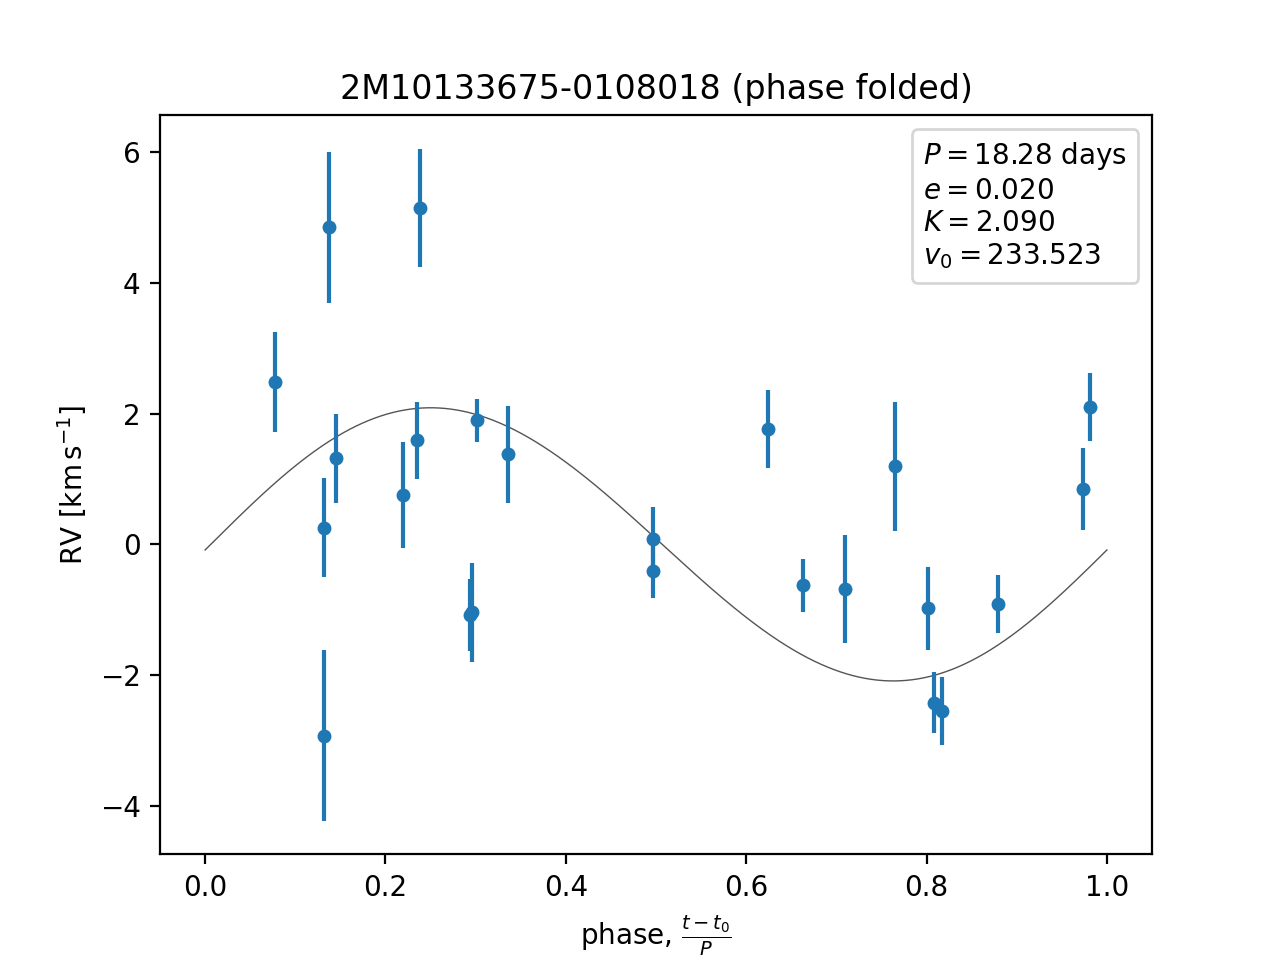 2M10133675-0108018 (phase folded)
P = 18.28 days
e = 0.020
K = 2.090
v₀ = 233.523
RV [km s⁻¹]
6
4
2
0
−2
−4
0.0 0.2 0.4 0.6 0.8 1.0
phase, (t − t₀)/P